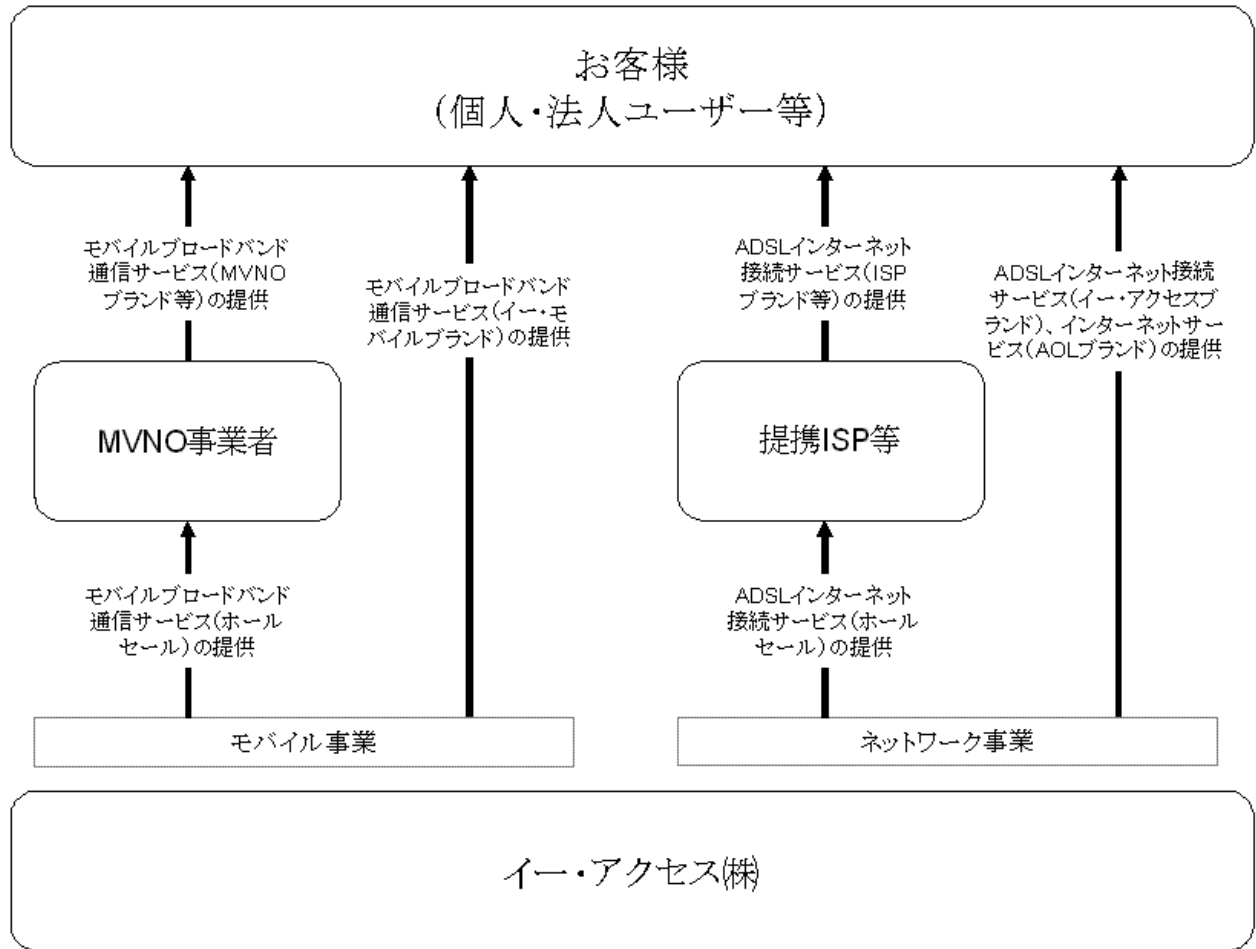 お客様
(個人・法人ユーザー等)
モバイルブロードバンド
通信サービス(MVNO
ブランド等)の提供
モバイルブロードバンド
通信サービス(イー・モ
バイルブランド)の提供
ADSLインターネット
接続サービス(ISP
ブランド等)の提供
ADSLインターネット接続
サービス(イー・アクセスブ
ランド)、インターネットサー
ビス(AOLブランド)の提供
MVNO事業者
提携ISP等
モバイルブロードバンド
通信サービス(ホール
セール)の提供
ADSLインターネット
接続サービス(ホール
セール)の提供
モバイル事業
ネットワーク事業
イー・アクセス㈱